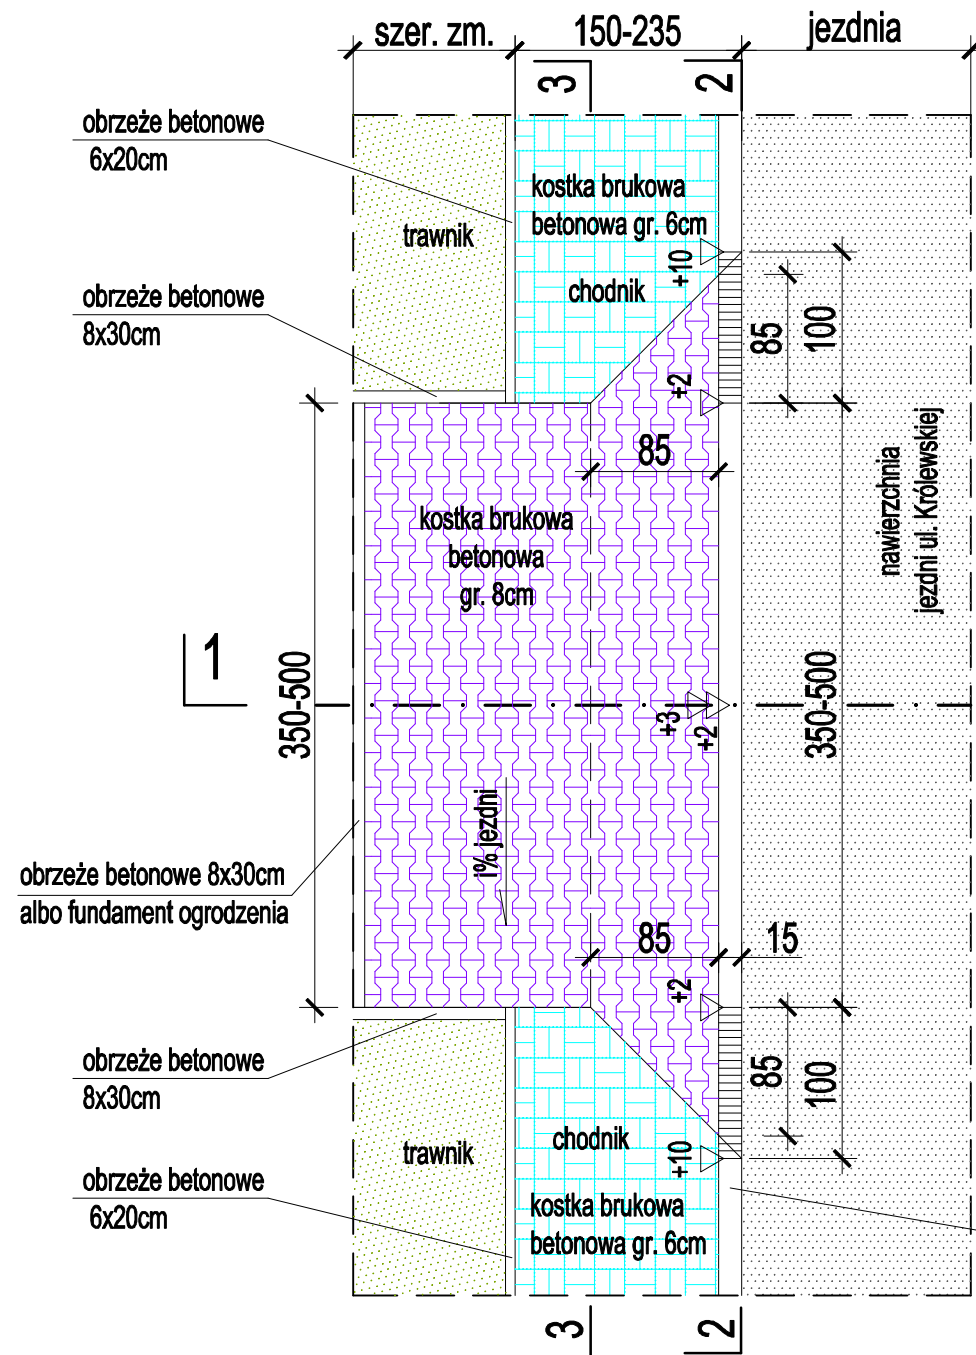 szer. zm.
150-235
jezdnia
3
2
obrzeże betonowe
6x20cm
kostka brukowa
betonowa gr. 6cm
trawnik
+10
chodnik
obrzeże betonowe
8x30cm
85
100
+2
85
nawierzchnia
jezdni ul. Królewskiej
kostka brukowa
betonowa
gr. 8cm
1
350-500
+3
+2
350-500
i% jezdni
obrzeże betonowe 8x30cm
albo fundament ogrodzenia
85
15
+2
obrzeże betonowe
8x30cm
85
100
chodnik
trawnik
+10
obrzeże betonowe
6x20cm
kostka brukowa
betonowa gr. 6cm
3
2